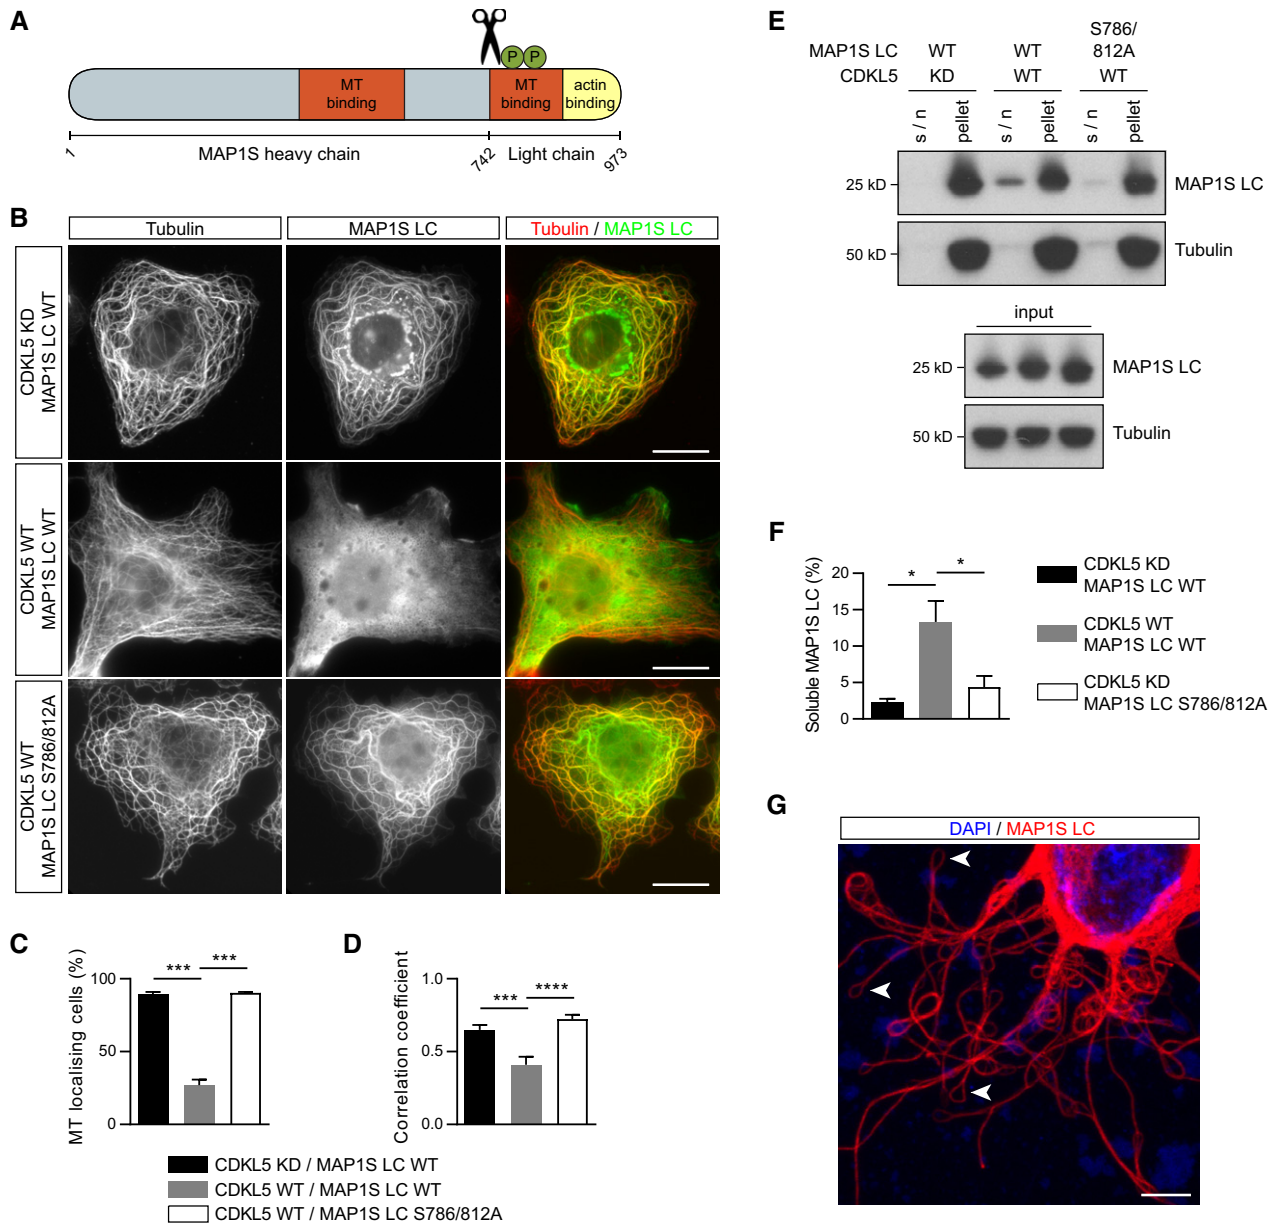 A
P P
MT binding
MT binding
actin binding
1
MAP1S heavy chain
742
Light chain
973
B
Tubulin
MAP1S LC
Tubulin / MAP1S LC
CDKL5 KD
MAP1S LC WT
CDKL5 WT
MAP1S LC WT
CDKL5 WT
MAP1S LC S786/812A
C
MT localising cells (%)
100
50
0
***
***
D
Correlation coefficient
1.0
0.5
0.0
***
****
CDKL5 KD / MAP1S LC WT
CDKL5 WT / MAP1S LC WT
CDKL5 WT / MAP1S LC S786/812A
E
MAP1S LC WT WT S786/812A
CDKL5 KD WT WT
s / n pellet s / n pellet s / n pellet
25 kD
MAP1S LC
50 kD
Tubulin
input
25 kD
MAP1S LC
50 kD
Tubulin
F
Soluble MAP1S LC (%)
20
15
10
5
0
*
*
CDKL5 KD
MAP1S LC WT
CDKL5 WT
MAP1S LC WT
CDKL5 KD
MAP1S LC S786/812A
G
DAPI / MAP1S LC